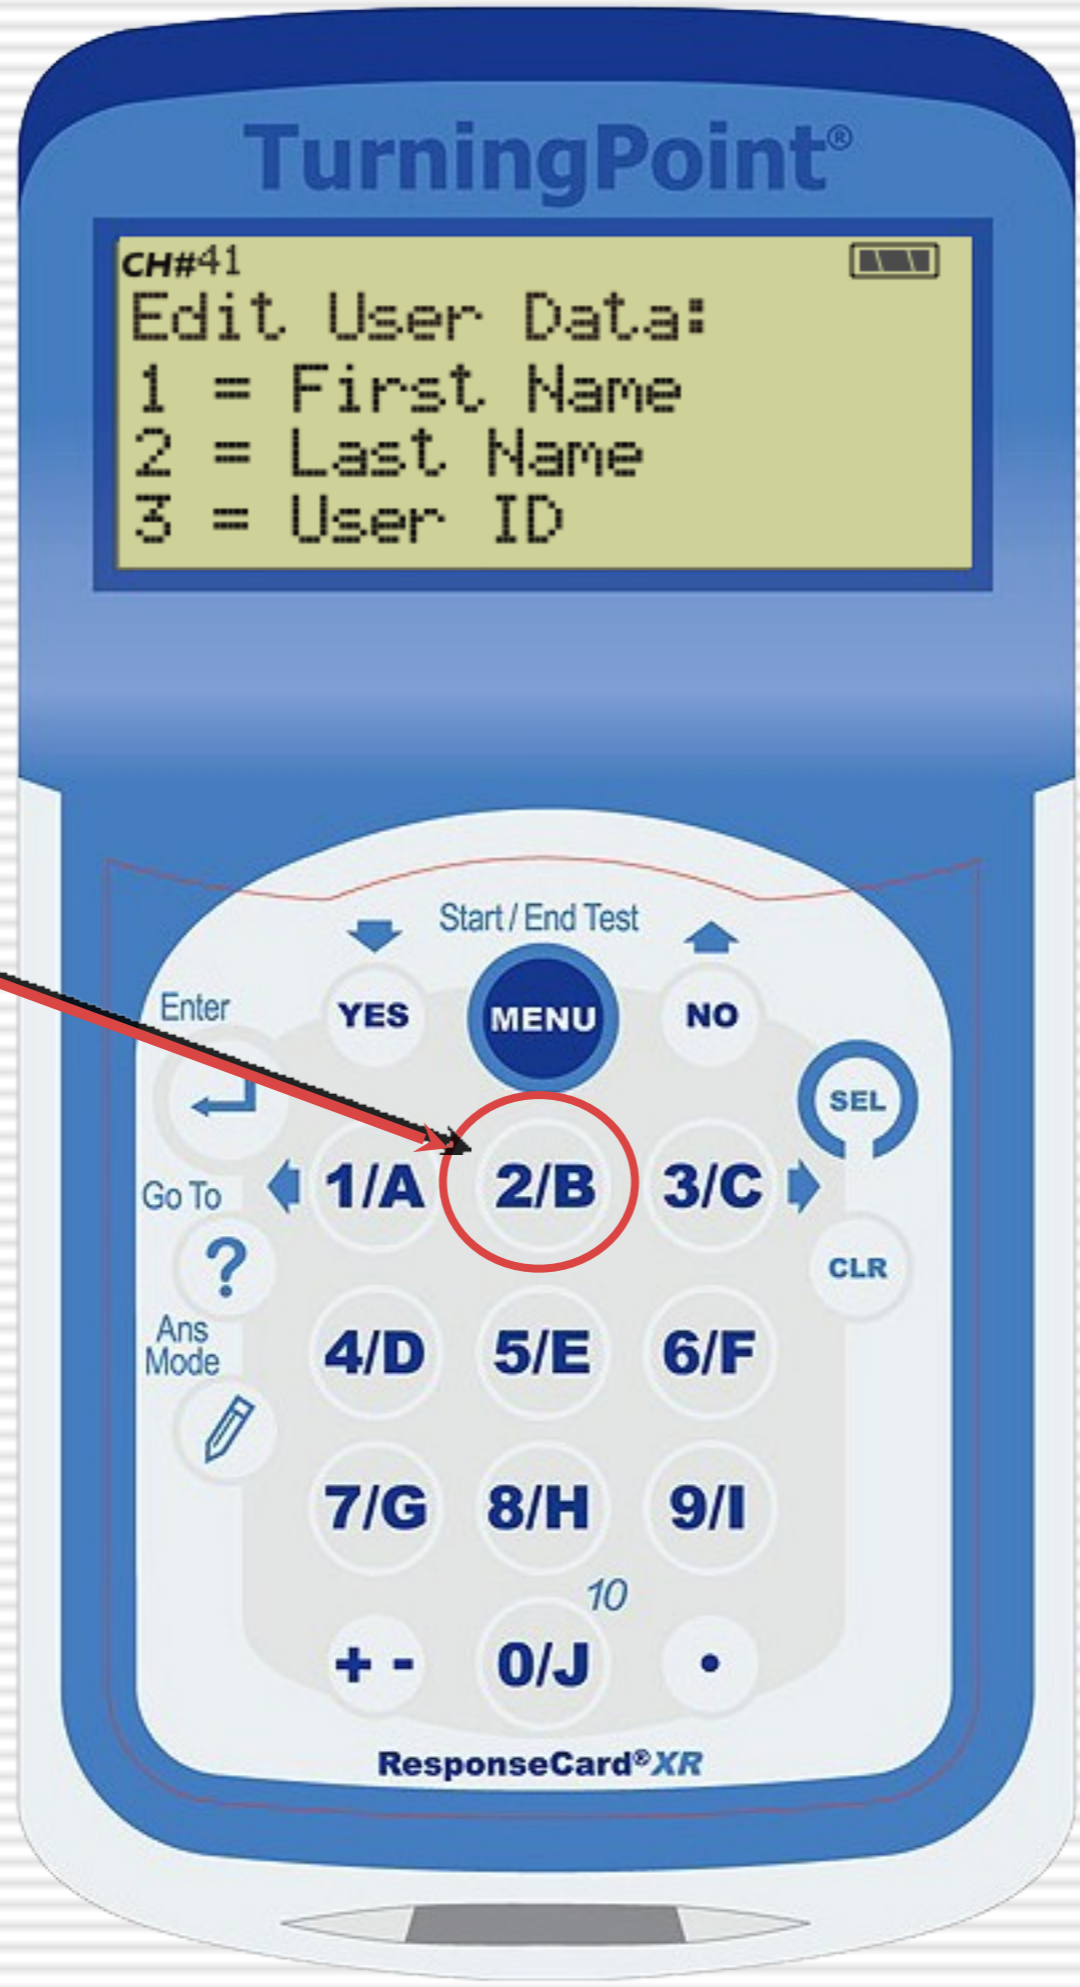 TurningPoint®
CH#41
Edit User Data:
1 = First Name
2 = Last Name
3 = User ID
Start / End Test
YES MENU NO
Enter
SEL
1/A 2/B 3/C
Go To
?
CLR
Ans
Mode
4/D 5/E 6/F
7/G 8/H 9/I
10
+ - 0/J •
ResponseCard® XR